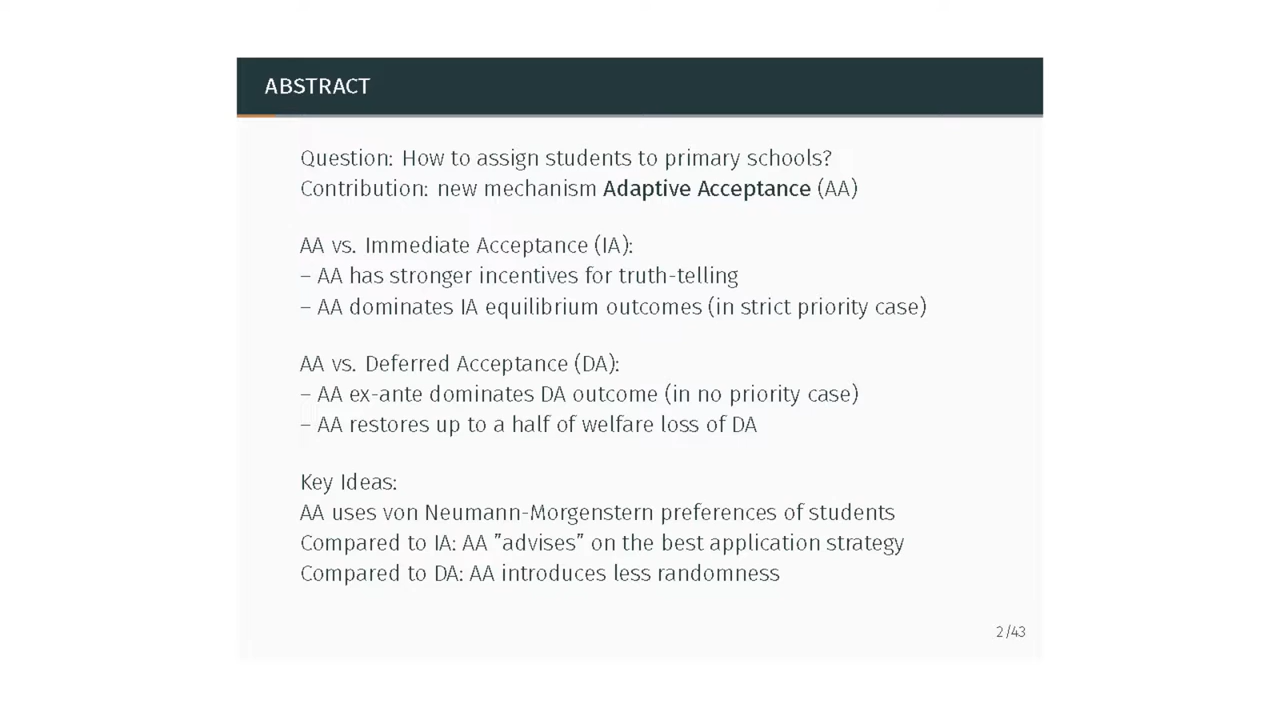 ABSTRACT
Question: How to assign students to primary schools?
Contribution: new mechanism Adaptive Acceptance (AA)
AA vs. Immediate Acceptance (IA):
– AA has stronger incentives for truth-telling
– AA dominates IA equilibrium outcomes (in strict priority case)
AA vs. Deferred Acceptance (DA):
– AA ex-ante dominates DA outcome (in no priority case)
– AA restores up to a half of welfare loss of DA
Key Ideas:
AA uses von Neumann-Morgenstern preferences of students
Compared to IA: AA ”advises” on the best application strategy
Compared to DA: AA introduces less randomness
2/43